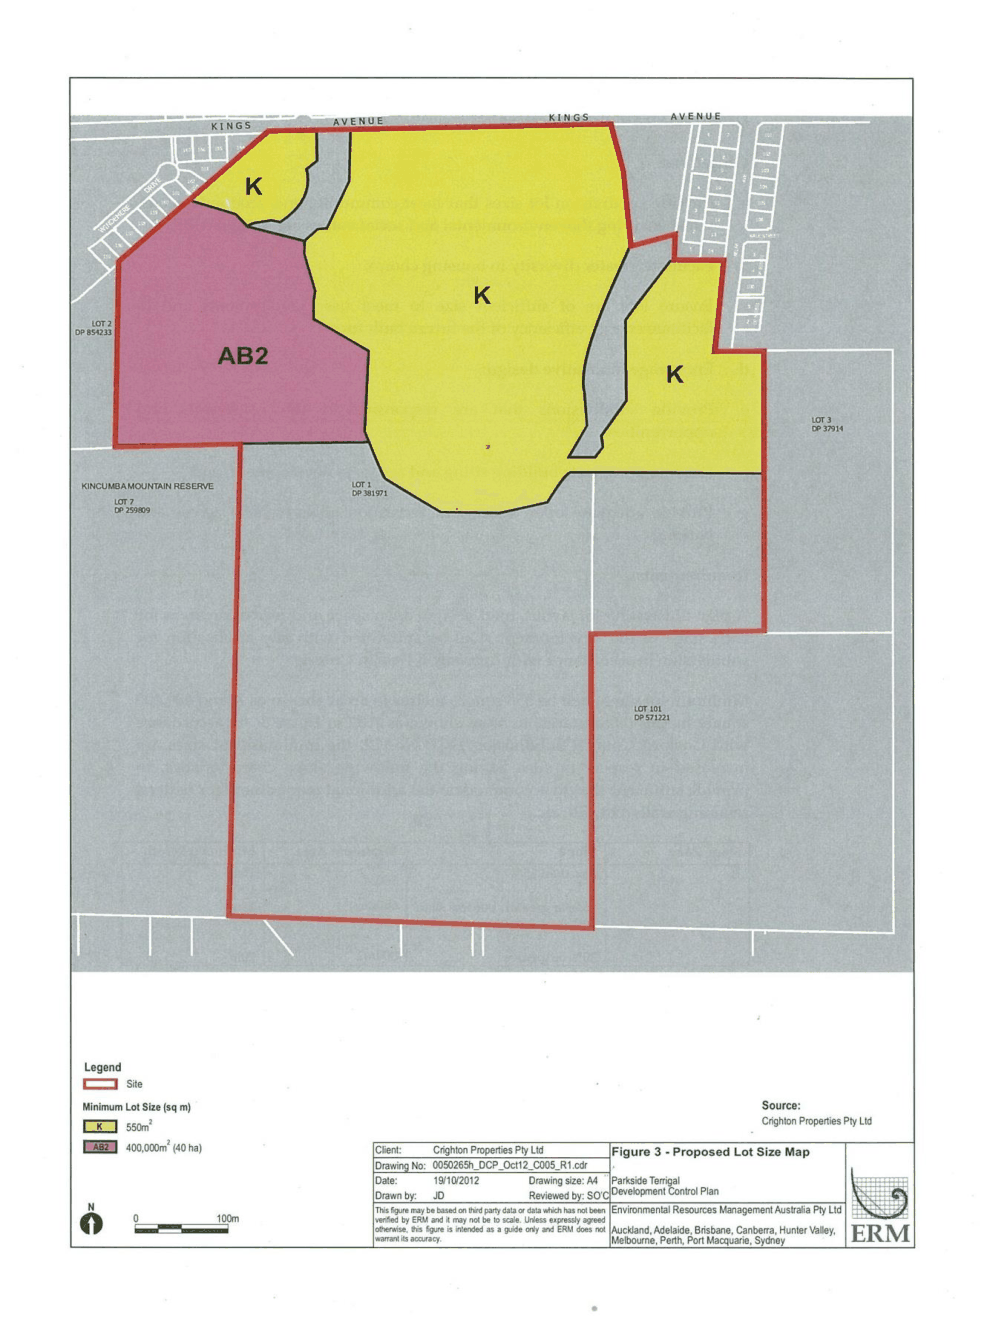 KINGS AVENUE KINGS AVENUE
WINDERMERE DRIVE
K
K
AB2
K
LOT 2
DP 854233
LOT 3
DP 37914
KINCUMBA MOUNTAIN RESERVE
LOT 7
DP 259809
LOT 1
DP 381971
LOT 101
DP 571221
Legend
Site
Minimum Lot Size (sq m)
K 550m²
AB2 400,000m² (40 ha)
N
0 100m
Source:
Crighton Properties Pty Ltd
Client: Crighton Properties Pty Ltd
Drawing No: 0050265h_DCP_Oct12_C005_R1.cdr
Date: 19/10/2012 Drawing size: A4
Drawn by: JD Reviewed by: SO'C
This figure may be based on third party data or data which has not been
verified by ERM and it may not be to scale. Unless expressly agreed
otherwise, this figure is intended as a guide only and ERM does not
warrant its accuracy.
Figure 3 - Proposed Lot Size Map
Parkside Terrigal
Development Control Plan
Environmental Resources Management Australia Pty Ltd
Auckland, Adelaide, Brisbane, Canberra, Hunter Valley,
Melbourne, Perth, Port Macquarie, Sydney
ERM